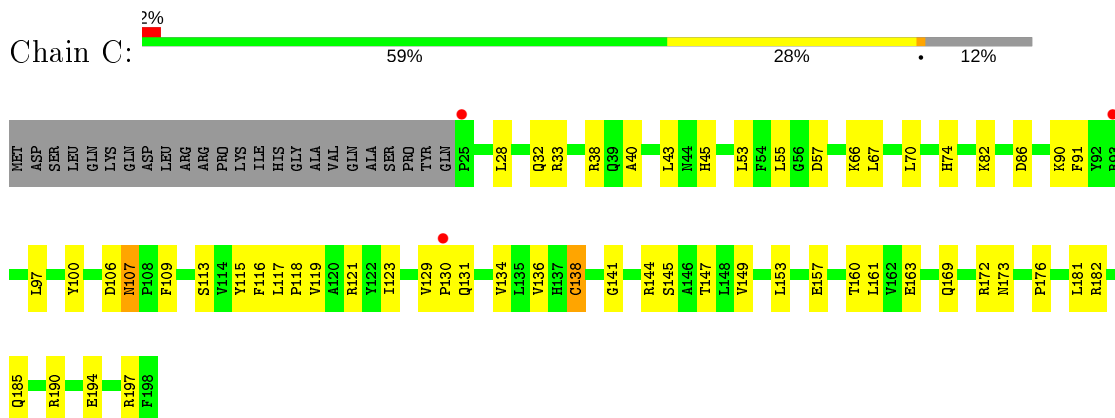 2%
Chain C:
59% 28% • 12%
MET ASP SER LEU GLN LYS GLN ASP LEU ARG ARG PRO LYS ILE HIS GLY ALA VAL GLN ALA SER PRO TYR GLN P25 L28 Q32 R33 R38 Q39 A40 L43 N44 H45 L53 F54 L55 G56 D57 K66 L67 L70 H74 K82 D86 K90 F91 Y92
L97 Y100 D106 N107 P108 F109 S113 V114 Y115 F116 L117 P118 V119 A120 R121 Y122 I123 V129 P130 Q131 V134 L135 V136 H137 C138 G141 R144 S145 A146 T147 L148 V149 L153 E157 T160 L161 V162 E163 Q169 R172 N173 P176 L181 R182
Q185 R190 E194 R197 F198